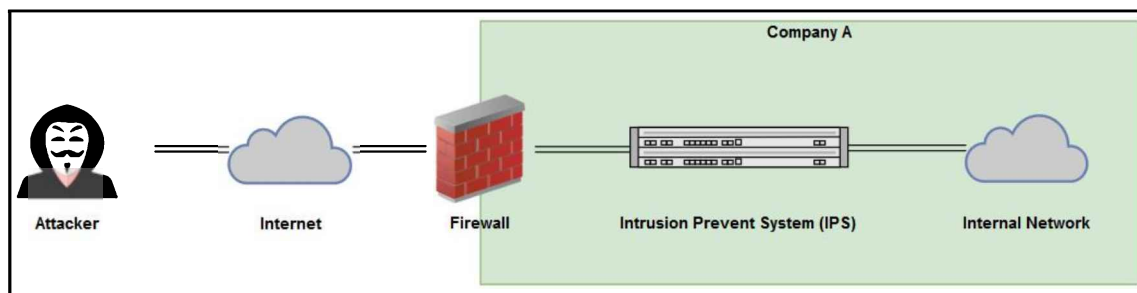 Company A
Attacker
Internet
Firewall
Intrusion Prevent System (IPS)
Internal Network